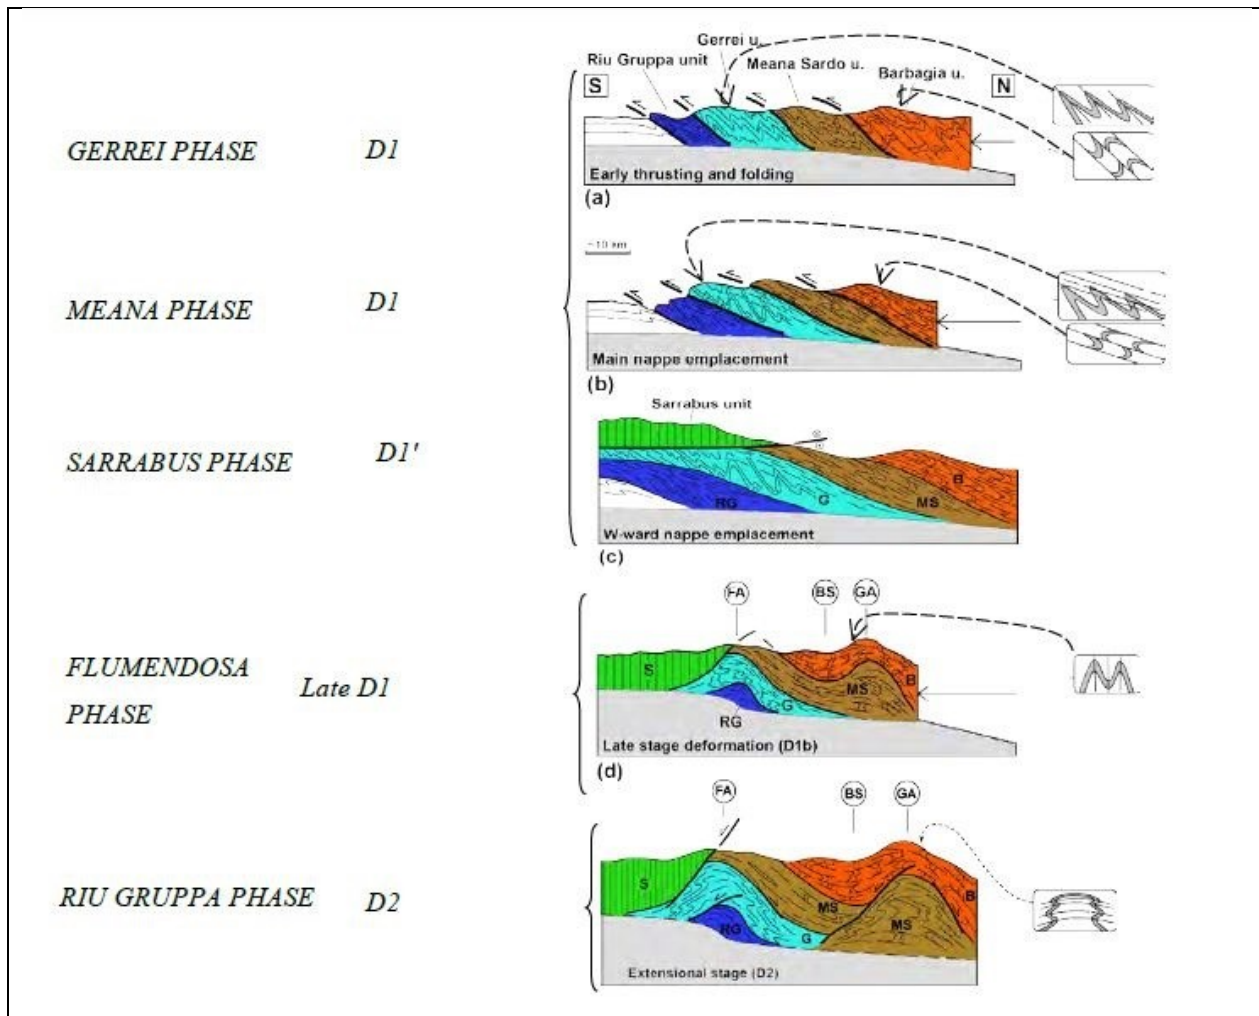 Gerrei u.
Riu Gruppa unit
Meana Sardo u.
Barbagia u.
S
N
GERREI PHASE D1
Early thrusting and folding
(a)
~10 km
MEANA PHASE D1
Main nappe emplacement
(b)
Sarrabus unit
SARRABUS PHASE D1'
B
RG
G
MS
W-ward nappe emplacement
(c)
FA
BS
GA
FLUMENDOSA
PHASE
Late D1
S
B
MS
G
RG
Late stage deformation (D1b)
(d)
FA
BS
GA
RIU GRUPPA PHASE D2
S
B
MS
MS
RG
G
Extensional stage (D2)